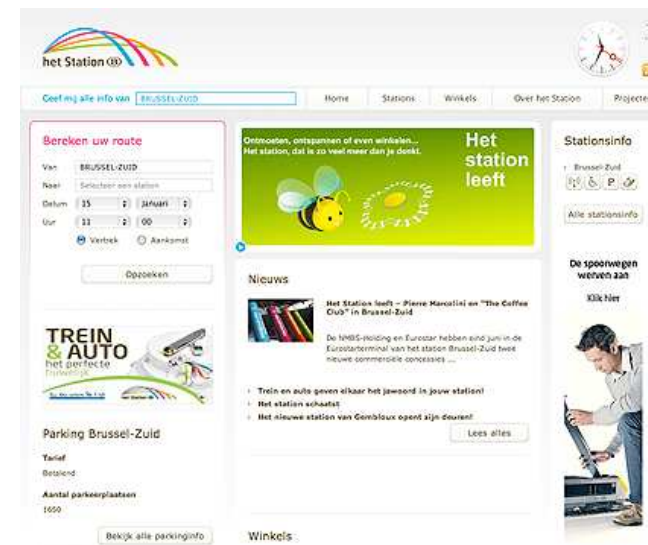 het Station
Geef mij alle info van BRUSSEL-ZUID
Home Stations Winkels Over het Station Projecte
Bereken uw route
Van BRUSSEL-ZUID
Naar Selecteer een station
Datum 15 Januari
Uur 11 00
Vertrek Aankomst
Opzoeken
TREIN
& AUTO
het perfecte
huwelijk
Parking Brussel-Zuid
Tarief
Betalend
Aantal parkeerplaatsen
1650
Bekijk alle parkinginfo
Ontmoeten, ontspannen of even winkelen...
Het station, dat is zo veel meer dan je denkt.
Het
station
leeft
Nieuws
Het Station leeft - Pierre Marcolini en "The Coffee
Club" in Brussel-Zuid
De NMBS-Holding en Eurostar hebben eind juni in de
Eurostarterminal van het station Brussel-Zuid twee
nieuwe commerciële concessies ...
Trein en auto geven elkaar het jawoord in jouw station!
Het station schaatst
Het nieuwe station van Gembloux opent zijn deuren!
Lees alles
Winkels
Stationsinfo
Brussel-Zuid
P
Alle stationsinfo
De spoorwegen
werven aan
Klik hier